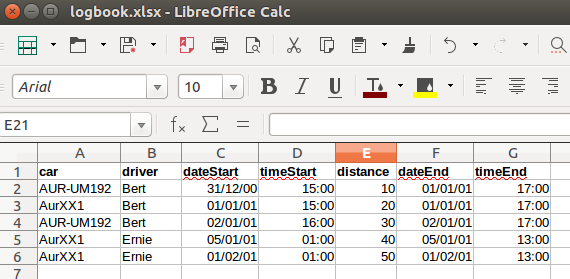 logbook.xlsx - LibreOffice Calc
Arial 10 B I U T
E21 fx Σ =
A B C D E F G
1 car driver dateStart timeStart distance dateEnd timeEnd
2 AUR-UM192 Bert 31/12/00 15:00 10 01/01/01 17:00
3 AurXX1 Bert 01/01/01 15:00 20 01/01/01 17:00
4 AUR-UM192 Bert 02/01/01 16:00 30 02/01/01 17:00
5 AurXX1 Ernie 05/01/01 01:00 40 05/01/01 13:00
6 AurXX1 Ernie 01/02/01 01:00 50 01/02/01 13:00
7